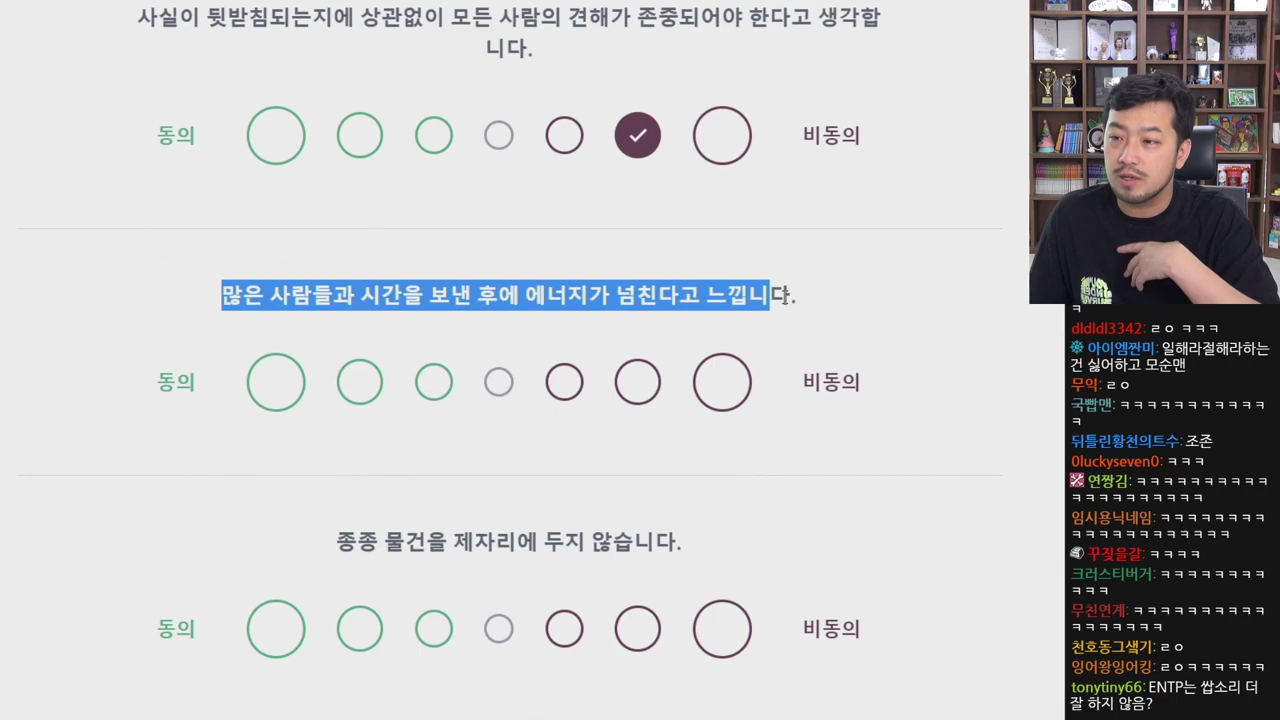 사실이 뒷받침되는지에 상관없이 모든 사람의 견해가 존중되어야 한다고 생각합
니다.
동의
비동의
많은 사람들과 시간을 보낸 후에 에너지가 넘친다고 느낍니다.
동의
비동의
종종 물건을 제자리에 두지 않습니다.
동의
비동의
ㅋ
dldldl3342: ㄹㅇ ㅋㅋㅋ
아이엠짠미: 일해라절해라하는
건 싫어하고 모순맨
무익: ㄹㅇ
국빱맨: ㅋㅋㅋㅋㅋㅋㅋㅋㅋㅋㅋ
ㅋ
뒤틀린황천의트수: 조존
0luckyseven0: ㅋㅋㅋ
연짱김: ㅋㅋㅋㅋㅋㅋㅋㅋㅋㅋ
ㅋㅋㅋㅋㅋㅋㅋㅋㅋㅋ
임시용닉네임: ㅋㅋㅋㅋㅋㅋㅋㅋ
ㅋㅋㅋㅋㅋㅋㅋㅋㅋㅋㅋㅋ
꾸짖을갈: ㅋㅋㅋㅋ
크러스티버거: ㅋㅋㅋㅋㅋㅋㅋㅋ
ㅋㅋㅋ
무친연계: ㅋㅋㅋㅋㅋㅋㅋㅋㅋㅋ
ㅋㅋㅋㅋㅋㅋㅋ
천호동그샠기: ㄹㅇ
잉어왕잉어킹: ㄹㅇㅋㅋㅋㅋㅋㅋ
tonytiny66: ENTP는 쌉소리 더
잘 하지 않음?